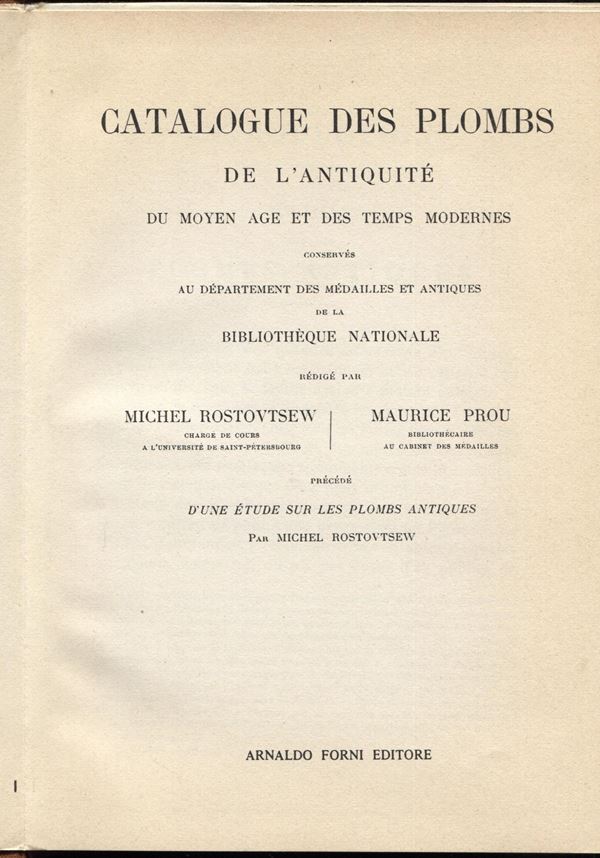 CATALOGUE DES PLOMBS
DE L'ANTIQUITÉ
DU MOYEN AGE ET DES TEMPS MODERNES
CONSERVÉS
AU DÉPARTEMENT DES MÉDAILLES ET ANTIQUES
DE LA
BIBLIOTHÈQUE NATIONALE
RÉDIGÉ PAR
MICHEL ROSTOVTSEW
CHARGÉ DE COURS
A L'UNIVERSITÉ DE SAINT-PÉTERSBOURG
MAURICE PROU
BIBLIOTHÉCAIRE
AU CABINET DES MÉDAILLES
PRÉCÉDÉ
D'UNE ÉTUDE SUR LES PLOMBS ANTIQUES
PAR MICHEL ROSTOVTSEW
ARNALDO FORNI EDITORE